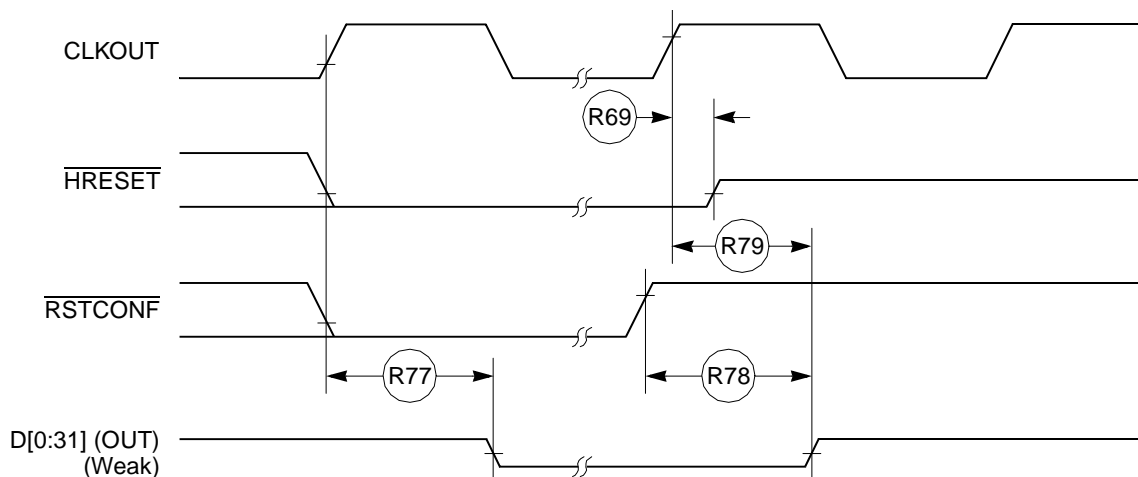 CLKOUT
R69
HRESET
R79
RSTCONF
R77
R78
D[0:31] (OUT)
(Weak)